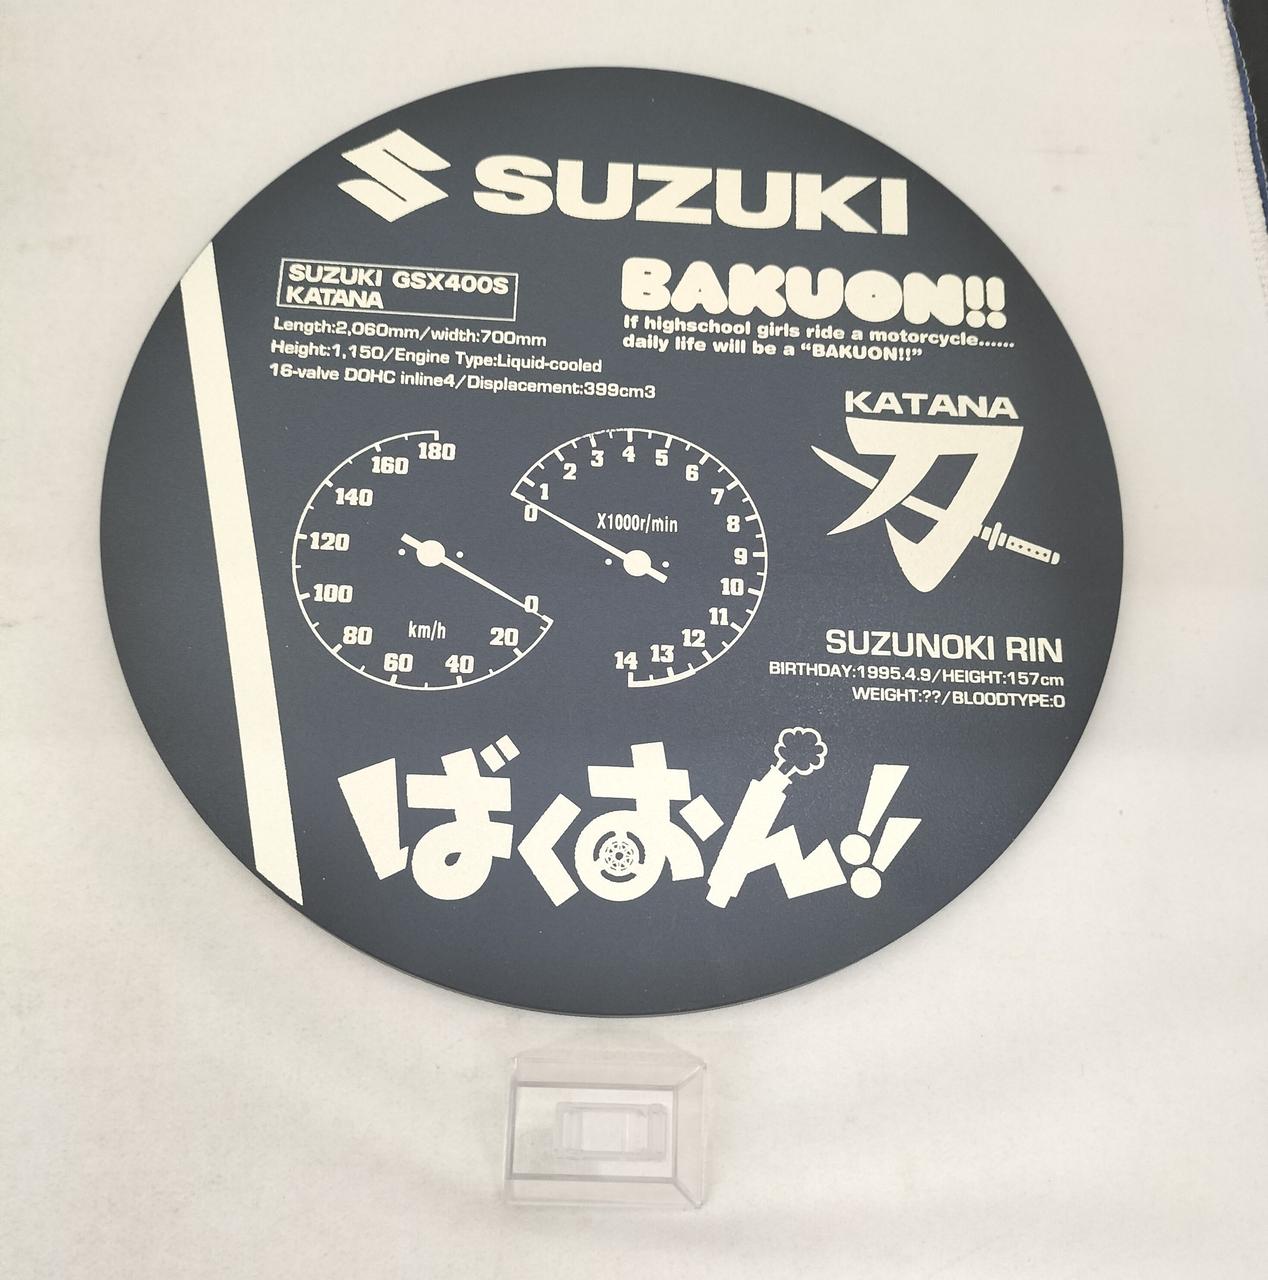 SUZUKI
SUZUKI GSX400S
KATANA
Length:2,060mm/width:700mm
Height:1,150/Engine Type:Liquid-cooled
16-valve DOHC inline4/Displacement:399cm3
BAKUON!!
If highschool girls ride a motorcycle......
daily life will be a “BAKUON!!”
KATANA
刀
180
160
140
120
100
80
60
40
20
0
km/h
0
1
2
3
4
5
6
7
8
9
10
11
12
13
14
X1000r/min
SUZUNOKI RIN
BIRTHDAY:1995.4.9/HEIGHT:157cm
WEIGHT:??/BLOODTYPE:O
ばくおん!!